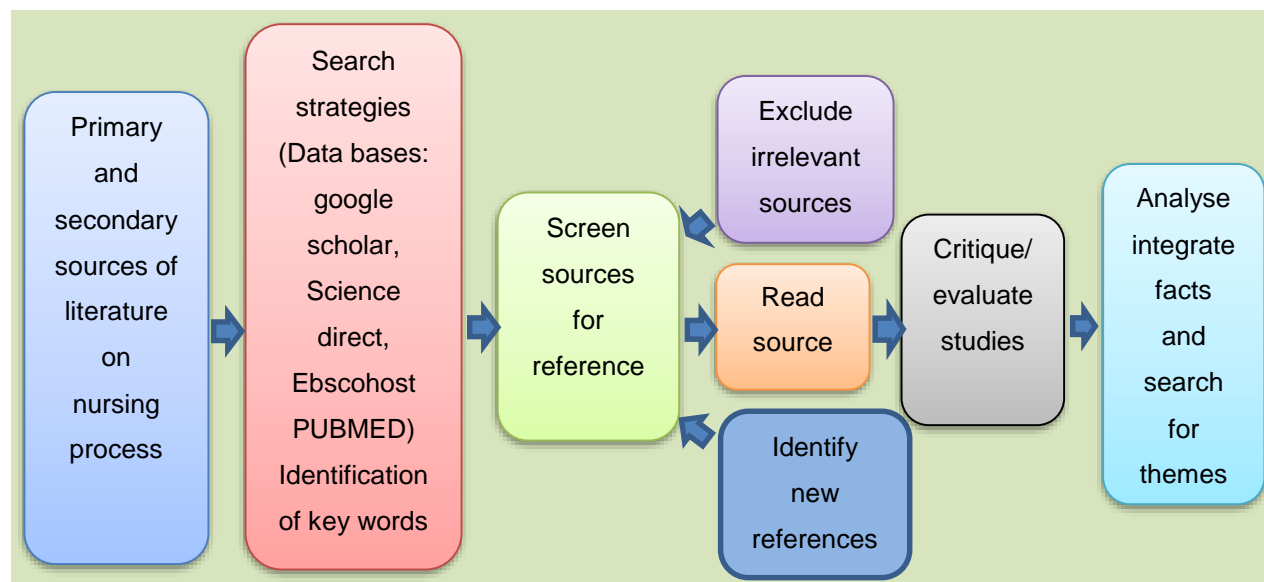 Primary
and
secondary
sources of
literature
on
nursing
process
Search
strategies
(Data bases:
google
scholar,
Science
direct,
Ebscohost
PUBMED)
Identification
of key words
Screen
sources
for
reference
Exclude
irrelevant
sources
Read
source
Identify
new
references
Critique/
evaluate
studies
Analyse
integrate
facts
and
search
for
themes